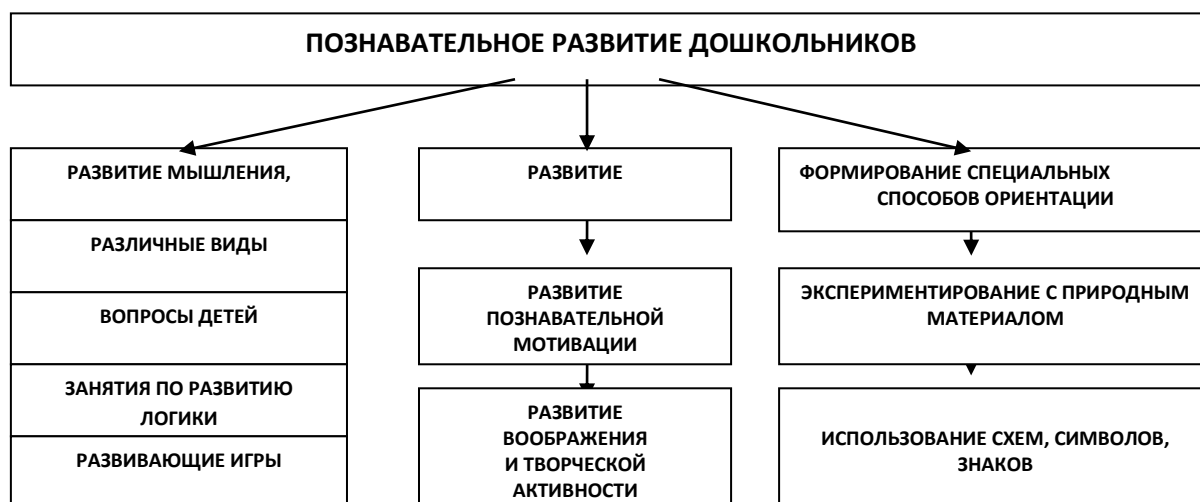 ПОЗНАВАТЕЛЬНОЕ РАЗВИТИЕ ДОШКОЛЬНИКОВ
РАЗВИТИЕ МЫШЛЕНИЯ,
РАЗЛИЧНЫЕ ВИДЫ
ВОПРОСЫ ДЕТЕЙ
ЗАНЯТИЯ ПО РАЗВИТИЮ
ЛОГИКИ
РАЗВИВАЮЩИЕ ИГРЫ
РАЗВИТИЕ
РАЗВИТИЕ
ПОЗНАВАТЕЛЬНОЙ
МОТИВАЦИИ
РАЗВИТИЕ
ВООБРАЖЕНИЯ
И ТВОРЧЕСКОЙ
АКТИВНОСТИ
ФОРМИРОВАНИЕ СПЕЦИАЛЬНЫХ
СПОСОБОВ ОРИЕНТАЦИИ
ЭКСПЕРИМЕНТИРОВАНИЕ С ПРИРОДНЫМ
МАТЕРИАЛОМ
ИСПОЛЬЗОВАНИЕ СХЕМ, СИМВОЛОВ,
ЗНАКОВ